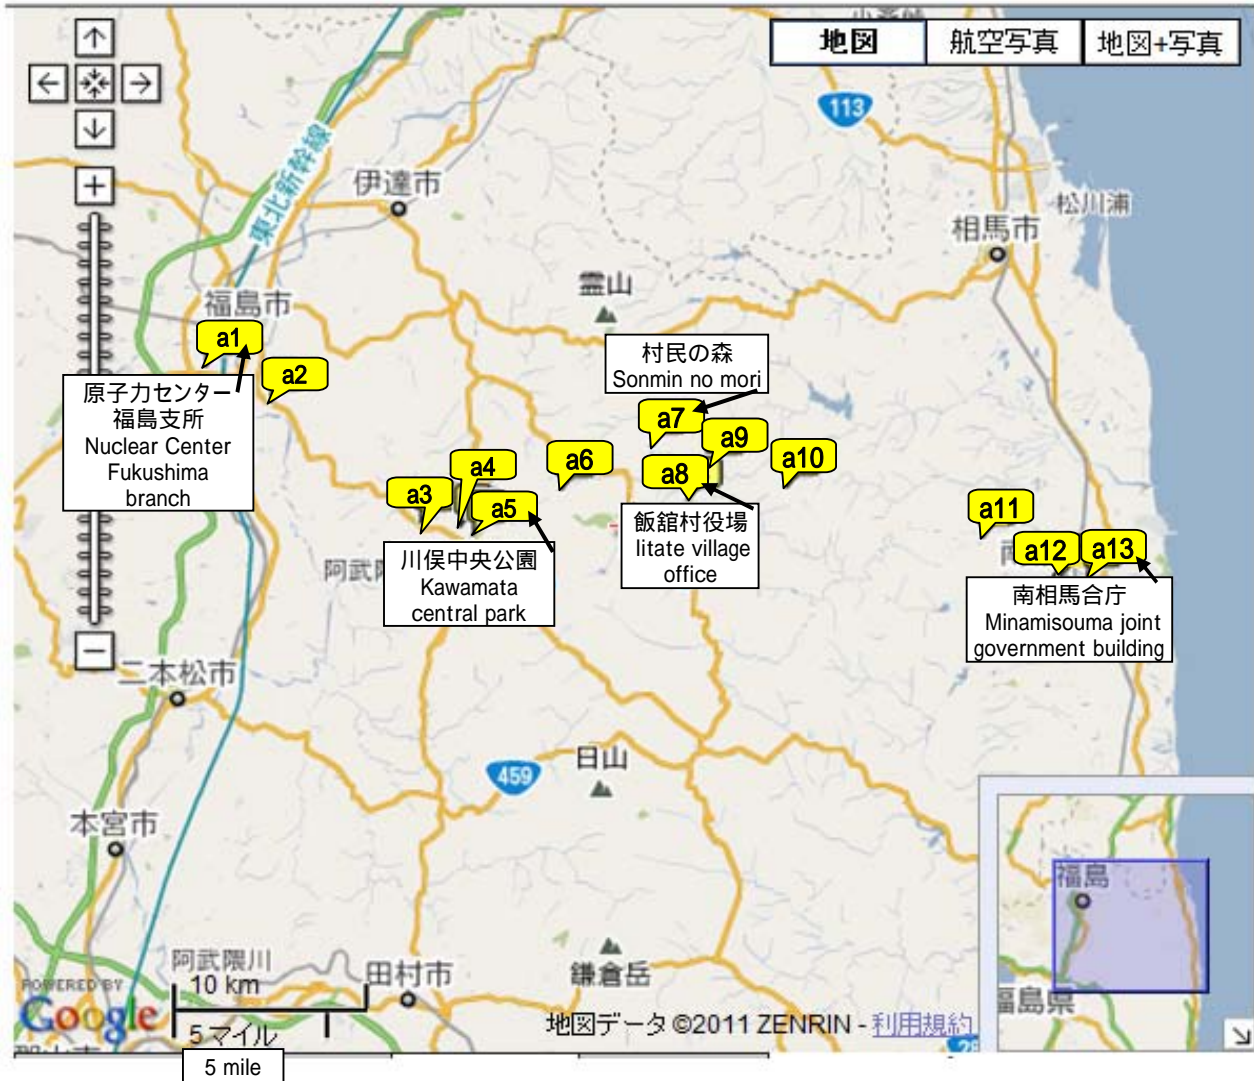 地図
航空写真
地図+写真
113
東北新幹線
伊達市
松川浦
相馬市
福島市
霊山
a1
a2
村民の森
Sonmin no mori
原子力センター
福島支所
Nuclear Center
Fukushima
branch
a7
a9
a4
a6
a8
a10
a3
a5
a11
飯舘村役場
Iitate village
office
川俣中央公園
Kawamata
central park
阿武
a12
a13
南相馬合庁
Minamisouma joint
government building
二本松市
日山
459
本宮市
福島
阿武隈川
田村市
鎌倉岳
福島県
10 km
POWERED BY
Google
5 マイル
地図データ ©2011 ZENRIN - 利用規約
5 mile